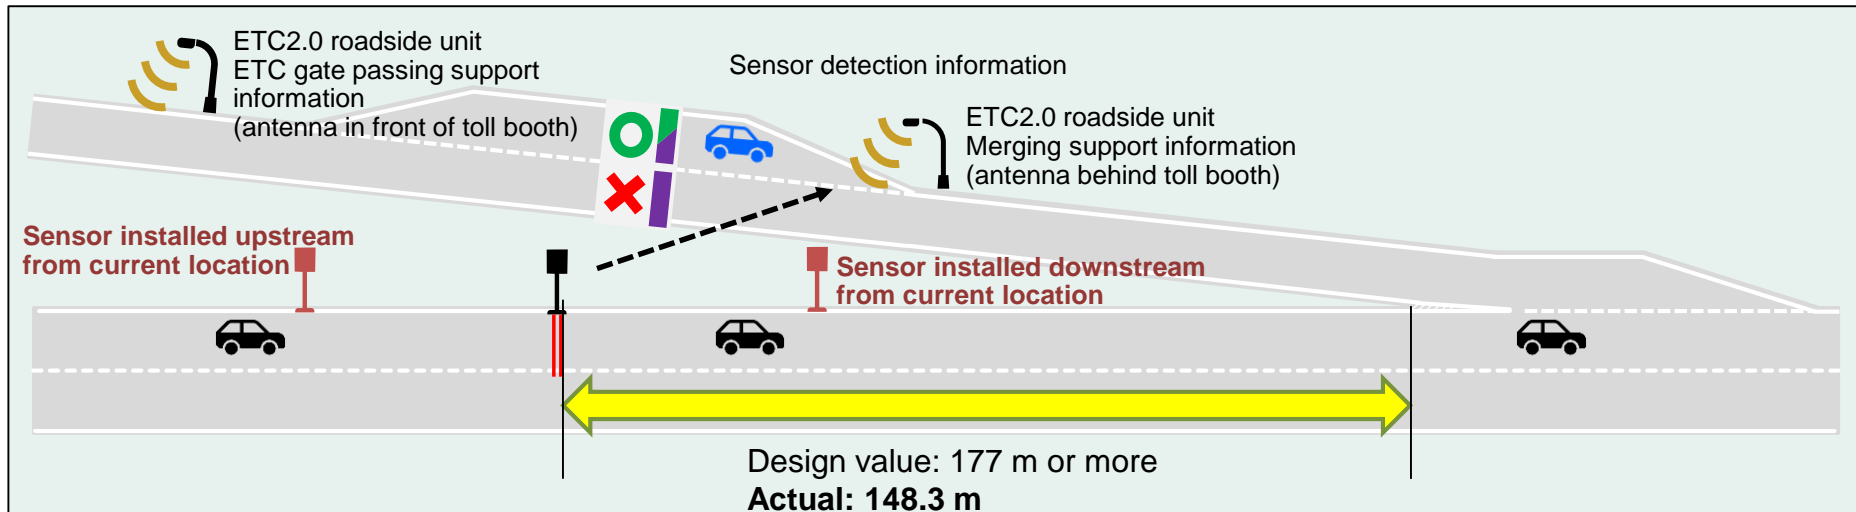 ETC2.0 roadside unit
ETC gate passing support
information
(antenna in front of toll booth)
Sensor detection information
ETC2.0 roadside unit
Merging support information
(antenna behind toll booth)
Sensor installed upstream
from current location
Sensor installed downstream
from current location
Design value: 177 m or more
Actual: 148.3 m